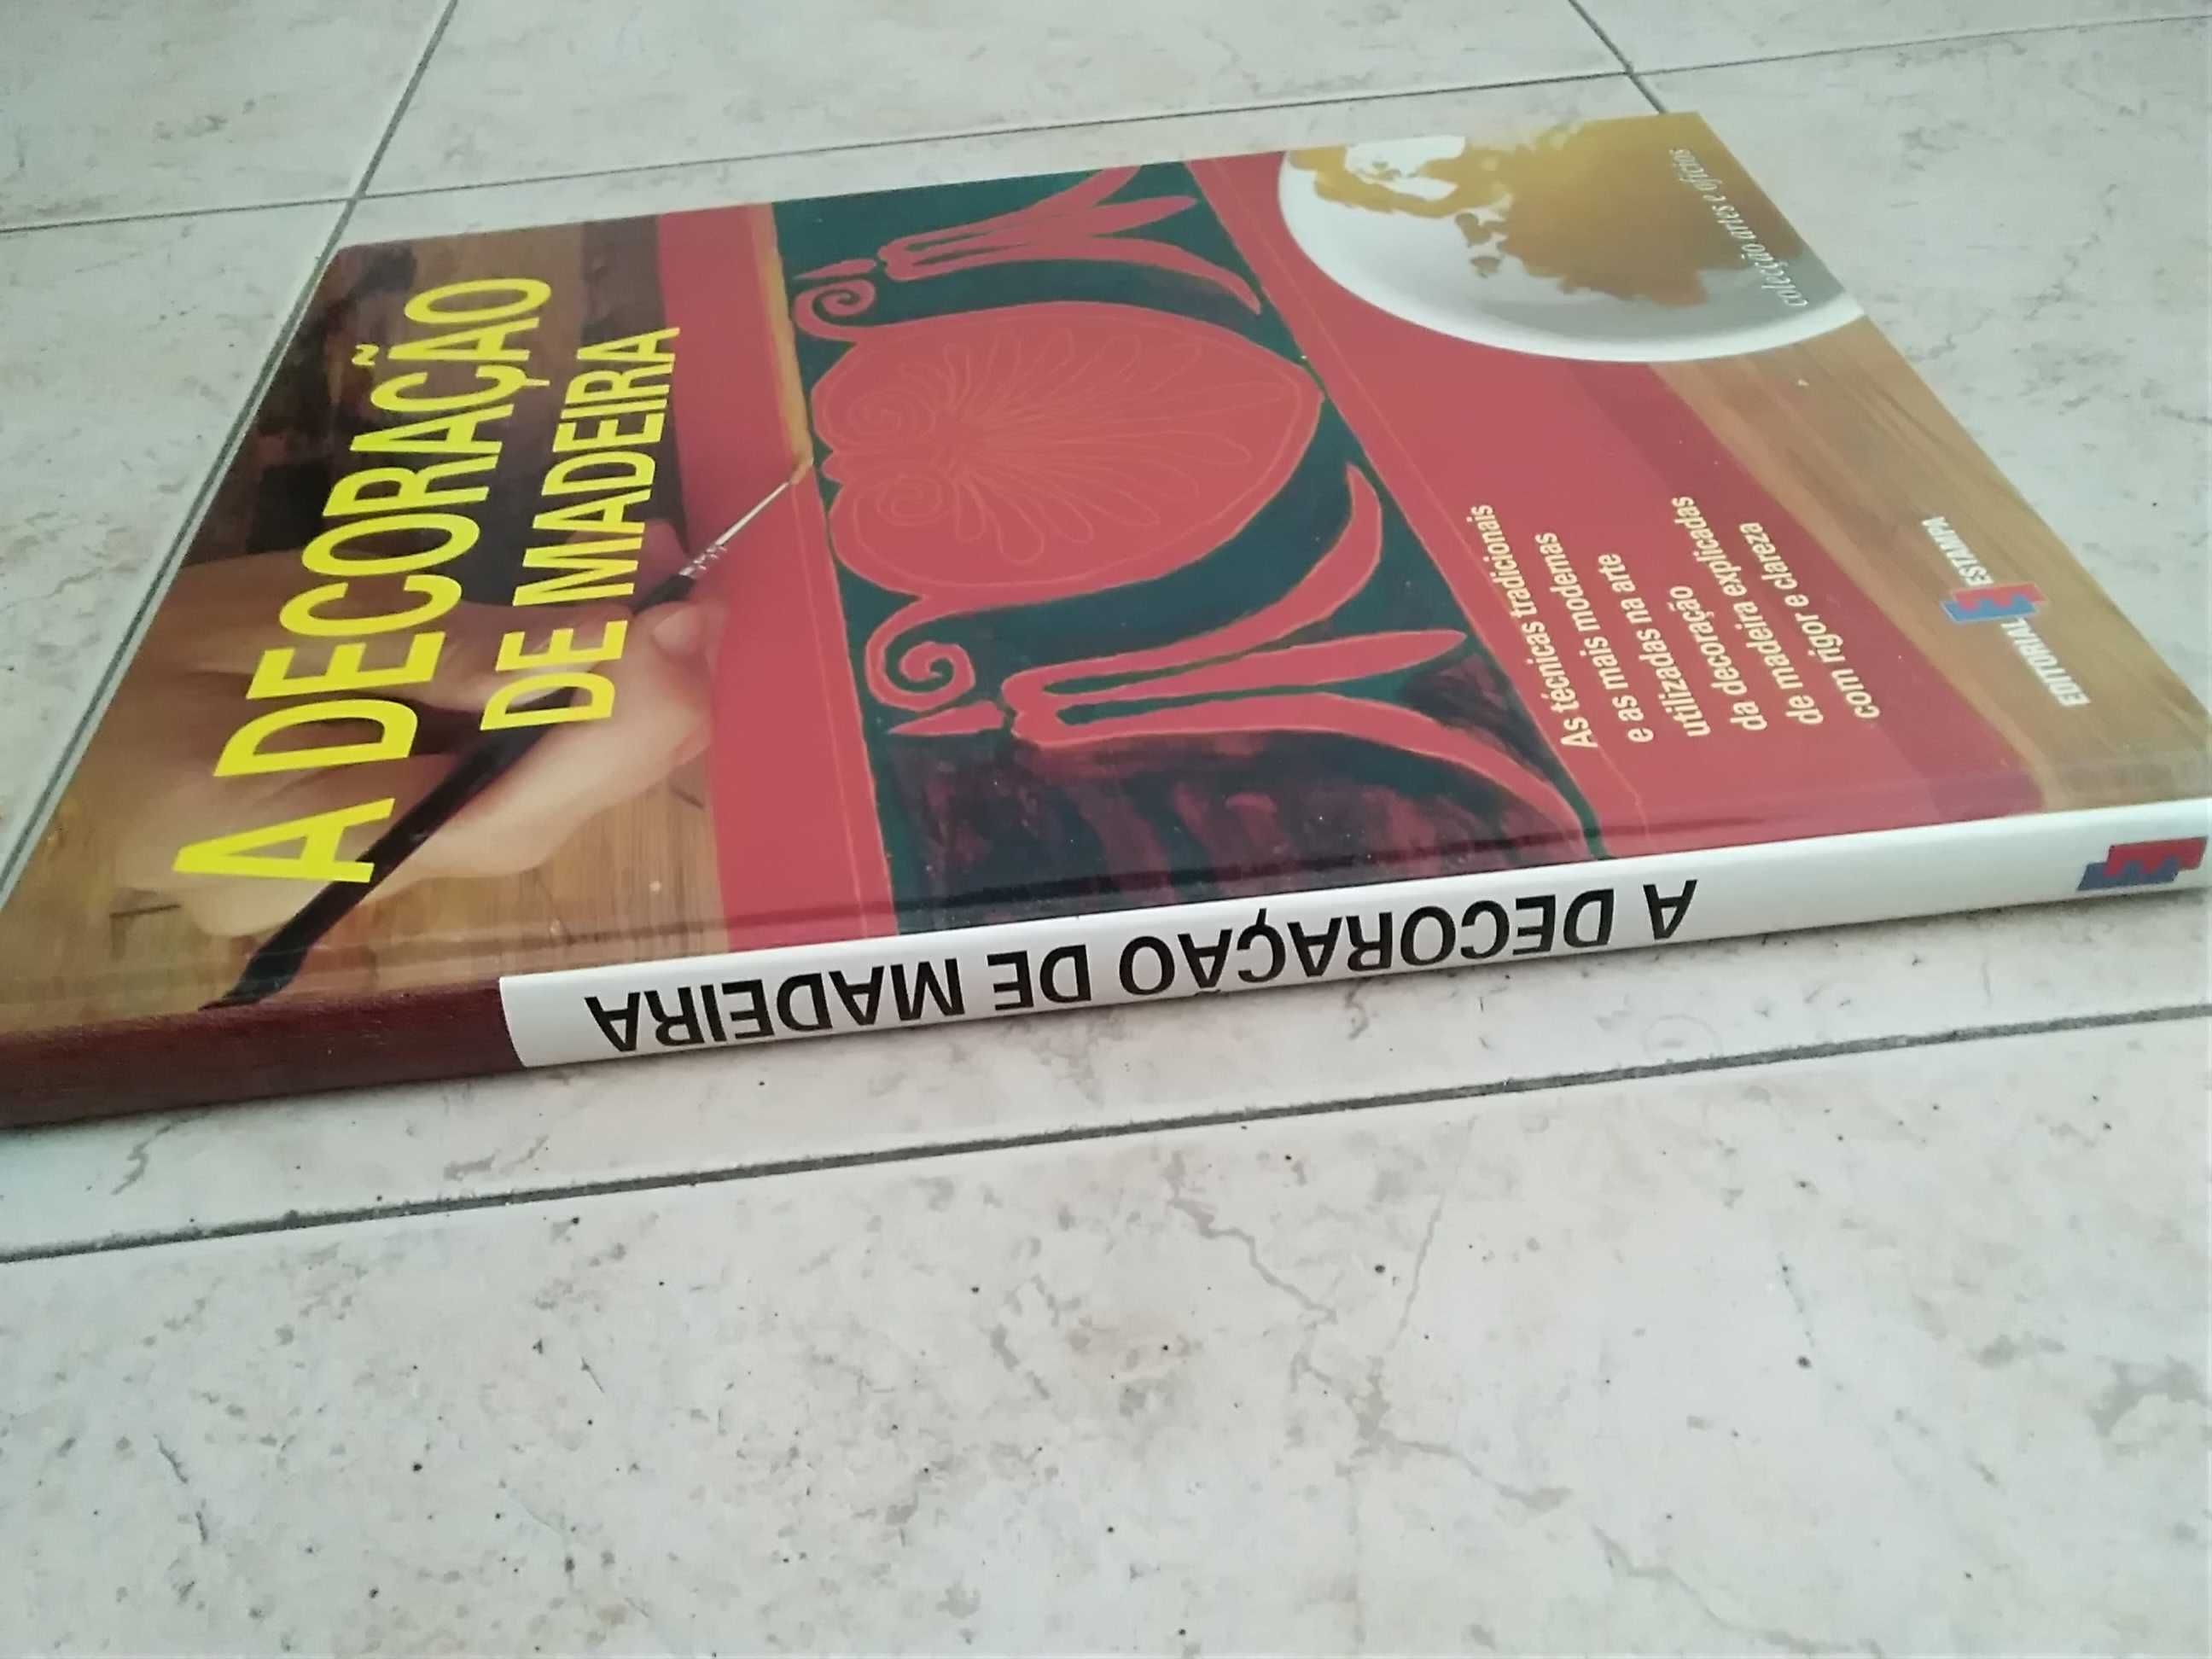 A DECORAÇÃO
DE MADEIRA
As técnicas tradicionais
e as mais modernas
utilizadas na arte
da decoração explicadas
de madeira clareza
com rigor e clareza
colecção artes e ofícios
EDITORIAL ESTAMPA
A DECORAÇÃO DE MADEIRA